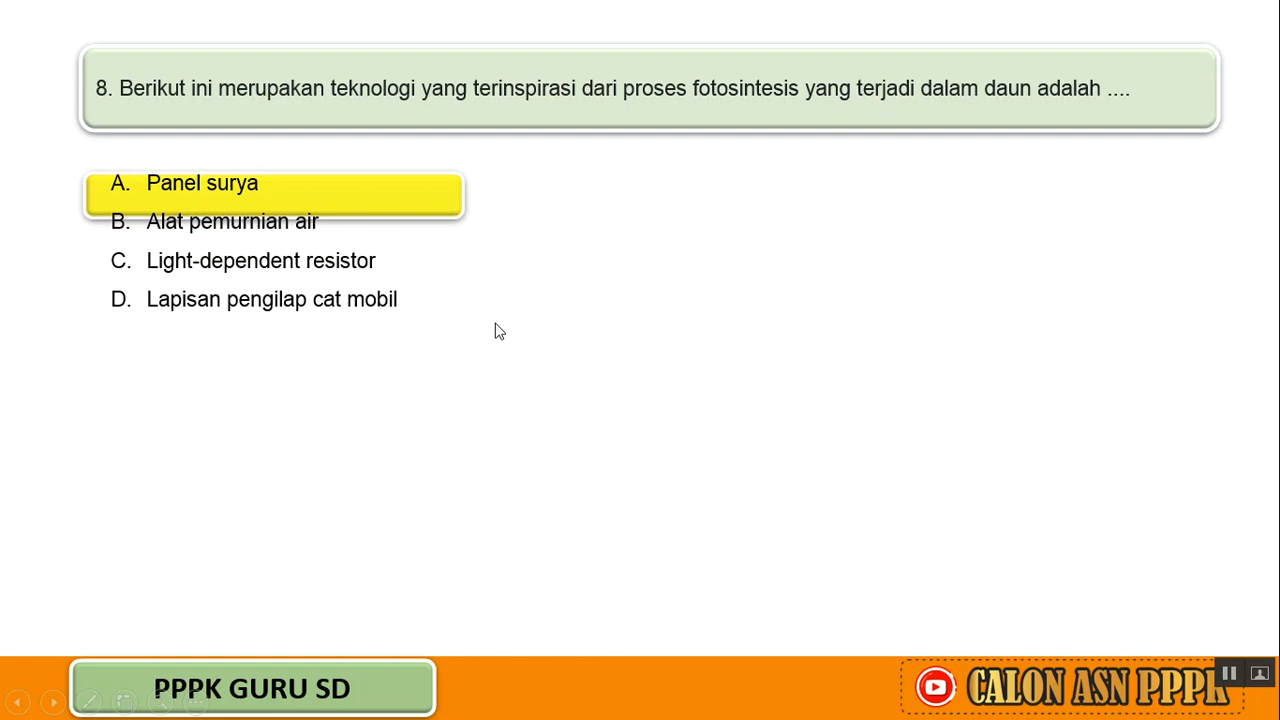 8. Berikut ini merupakan teknologi yang terinspirasi dari proses fotosintesis yang terjadi dalam daun adalah ....
A. Panel surya
B. Alat pemurnian air
C. Light-dependent resistor
D. Lapisan pengilap cat mobil
PPPK GURU SD
CALON ASN PPPK